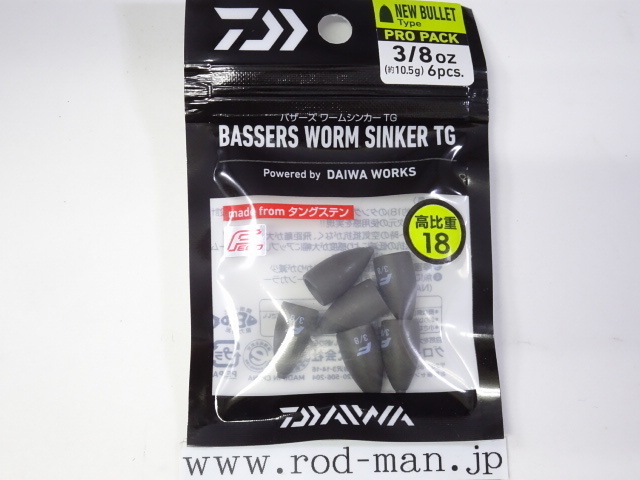 NEW BULLET
Type
PRO PACK
3/8oz
(約10.5g) 6pcs.
バザーズ ワームシンカー TG
BASSERS WORM SINKER TG
Powered by DAIWA WORKS
made from タングステン
高比重
18
3/8
DAIWA
www.rod-man.jp